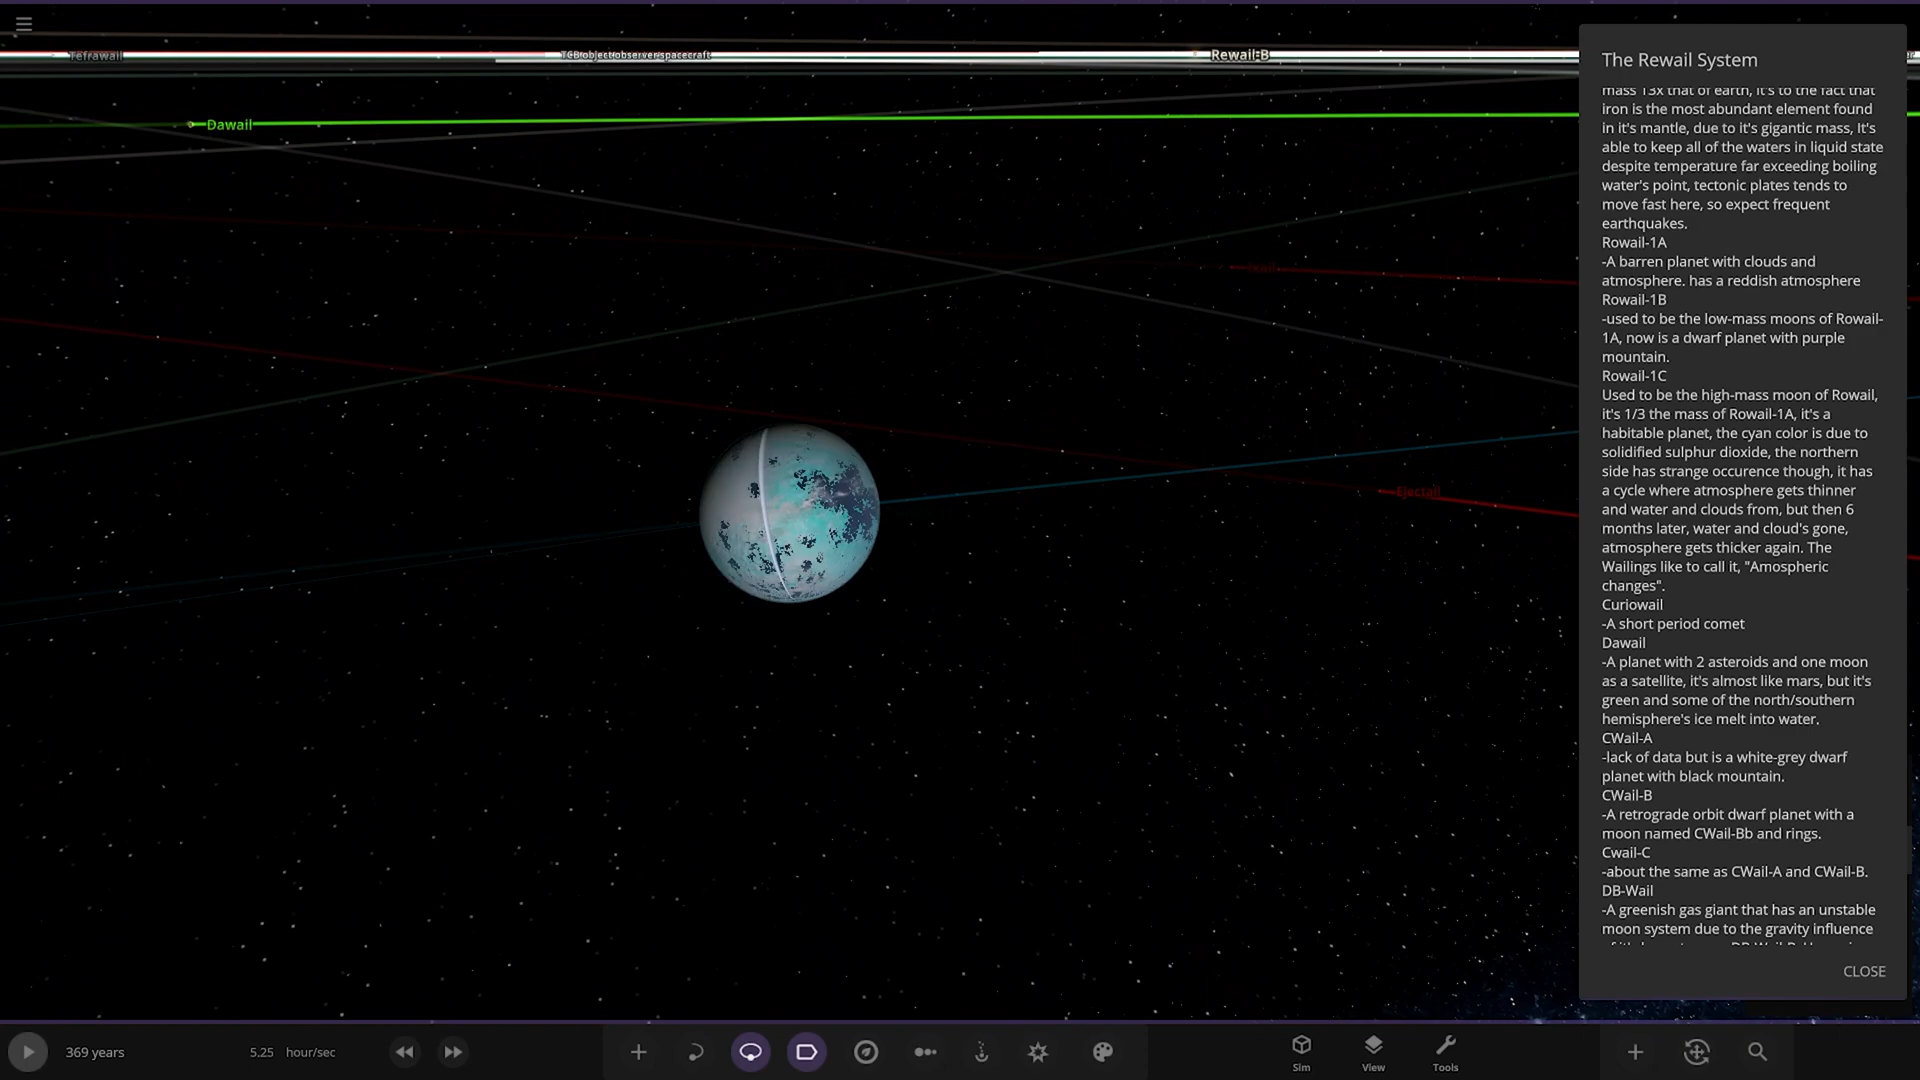 Tefrawail
TCB object observer spacecraft
Rewail-B
Dawail
Ejectail
The Rewail System
mass 13x that of earth, it's to the fact that
iron is the most abundant element found
in it's mantle, due to it's gigantic mass, It's
able to keep all of the waters in liquid state
despite temperature far exceeding boiling
water's point, tectonic plates tends to
move fast here, so expect frequent
earthquakes.
Rowail-1A
-A barren planet with clouds and
atmosphere. has a reddish atmosphere
Rowail-1B
-used to be the low-mass moons of Rowail-
1A, now is a dwarf planet with purple
mountain.
Rowail-1C
Used to be the high-mass moon of Rowail,
it's 1/3 the mass of Rowail-1A, it's a
habitable planet, the cyan color is due to
solidified sulphur dioxide, the northern
side has strange occurence though, it has
a cycle where atmosphere gets thinner
and water and clouds from, but then 6
months later, water and cloud's gone,
atmosphere gets thicker again. The
Wailings like to call it, "Amospheric
changes".
Curiowail
-A short period comet
Dawail
-A planet with 2 asteroids and one moon
as a satellite, it's almost like mars, but it's
green and some of the north/southern
hemisphere's ice melt into water.
CWail-A
-lack of data but is a white-grey dwarf
planet with black mountain.
CWail-B
-A retrograde orbit dwarf planet with a
moon named CWail-Bb and rings.
Cwail-C
-about the same as CWail-A and CWail-B.
DB-Wail
-A greenish gas giant that has an unstable
moon system due to the gravity influence
CLOSE
369 years
5.25 hour/sec
Sim
View
Tools